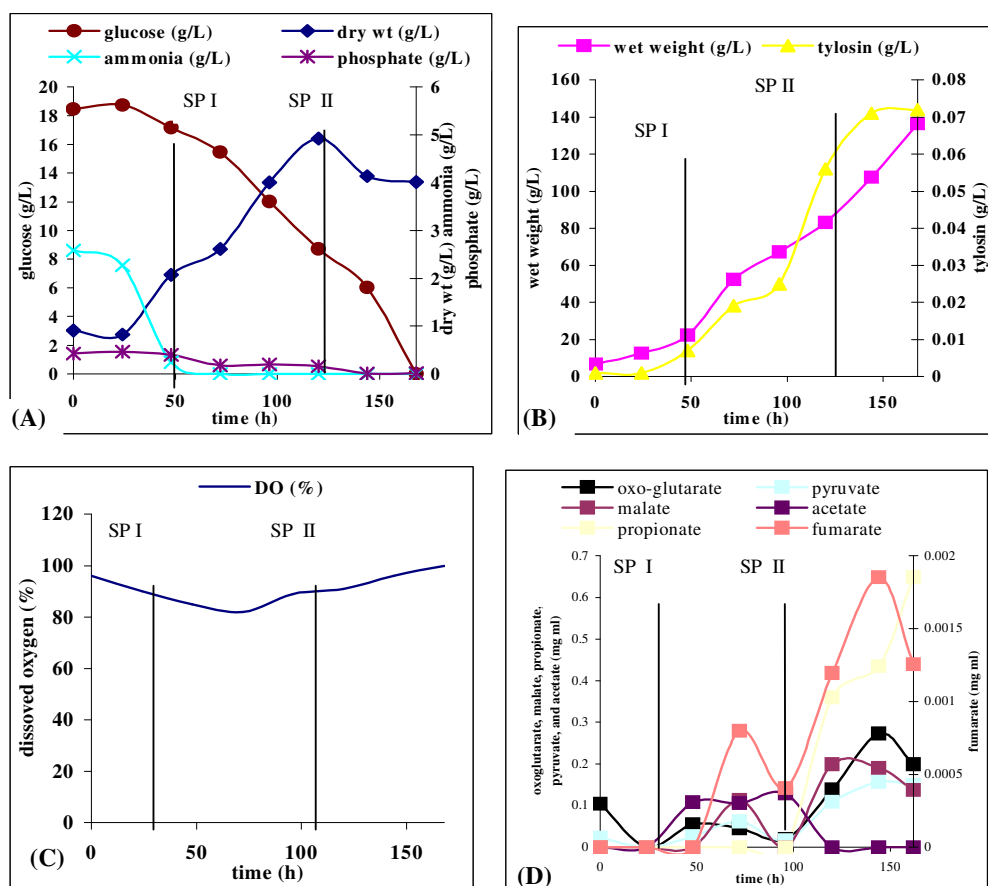 glucose (g/L)
dry wt (g/L)
ammonia (g/L)
phosphate (g/L)
20
18
16
14
12
10
8
6
4
2
0
glucose (g/L)
SP I
SP II
6
5
4
3
2
1
0
dry wt (g/L) ammonia (g/L)
phosphate (g/L)
0
50
100
150
time (h)
(A)
wet weight (g/L)
tylosin (g/L)
160
140
120
100
80
60
40
20
0
wet weight (g/L)
SP I
SP II
0.08
0.07
0.06
0.05
0.04
0.03
0.02
0.01
0
tylosin (g/L)
0
50
100
150
time (h)
(B)
DO (%)
120
100
80
60
40
20
0
dissoved oxygen (%)
SP I
SP II
0
50
100
150
time (h)
(C)
oxo-glutarate
pyruvate
malate
acetate
propionate
fumarate
0.7
0.6
0.5
0.4
0.3
0.2
0.1
0
oxoglutarate, malate, propionate,
pyruvate, and acetate (mg ml)
SP I
SP II
0.002
0.0015
0.001
0.0005
0
fumarate (mg ml)
0
50
100
150
time (h)
(D)